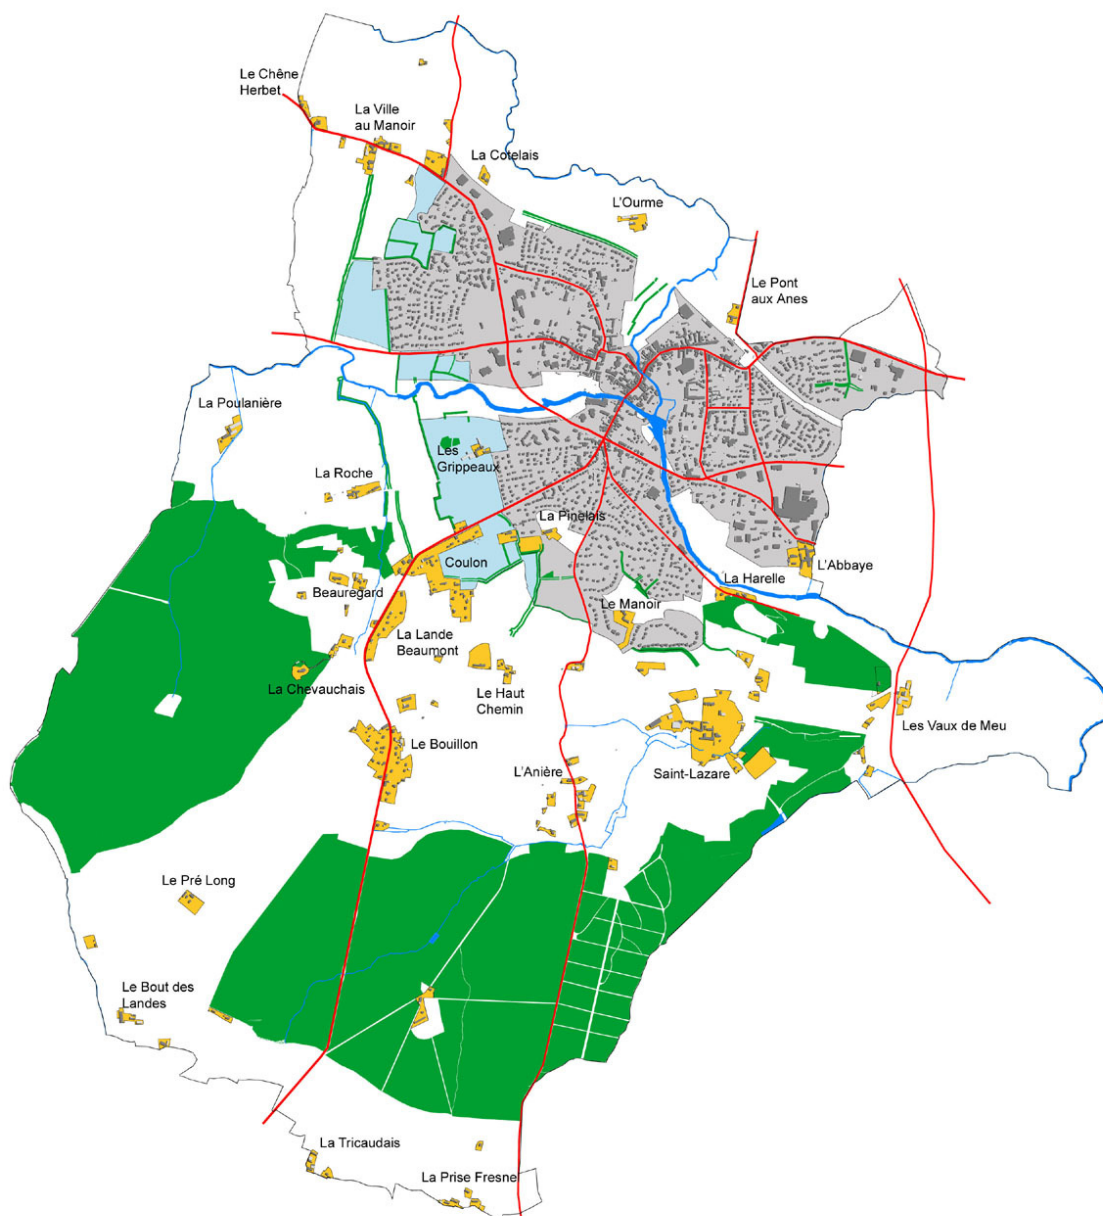 Le Chêne
Herbet
La Ville
au Manoir
La Cotelais
L'Ourme
Le Pont
aux Anes
La Poulanière
Les
Grippeaux
La Roche
La Pinelais
Coulon
L'Abbaye
Beauregard
La Harelle
Le Manoir
La Lande
Beaumont
La Chevauchais
Le Haut
Chemin
Les Vaux de Meu
Le Bouillon
L'Anière
Saint-Lazare
Le Pré Long
Le Bout des
Landes
La Tricaudais
La Prise Fresnel